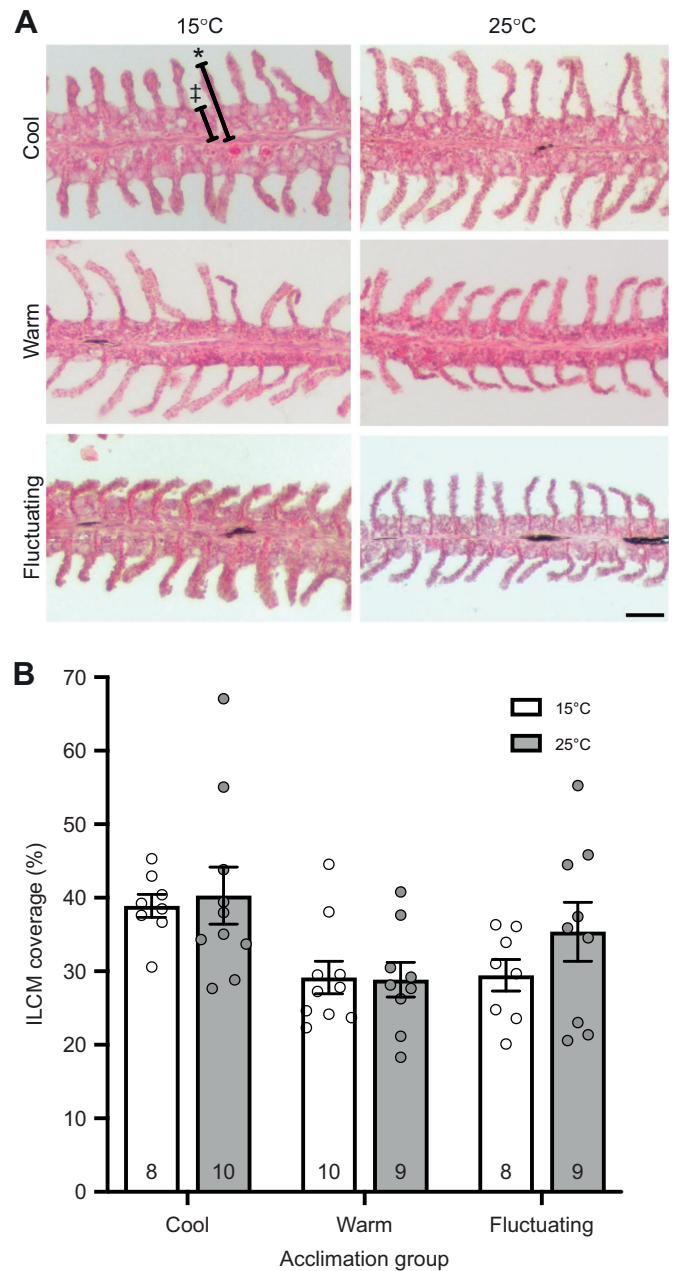 A
15°C
25°C
*
‡
Cool
Warm
Fluctuating
B
70
60
50
40
30
20
10
0
ILCM coverage (%)
15°C
25°C
8
10
10
9
8
9
Cool
Warm
Fluctuating
Acclimation group